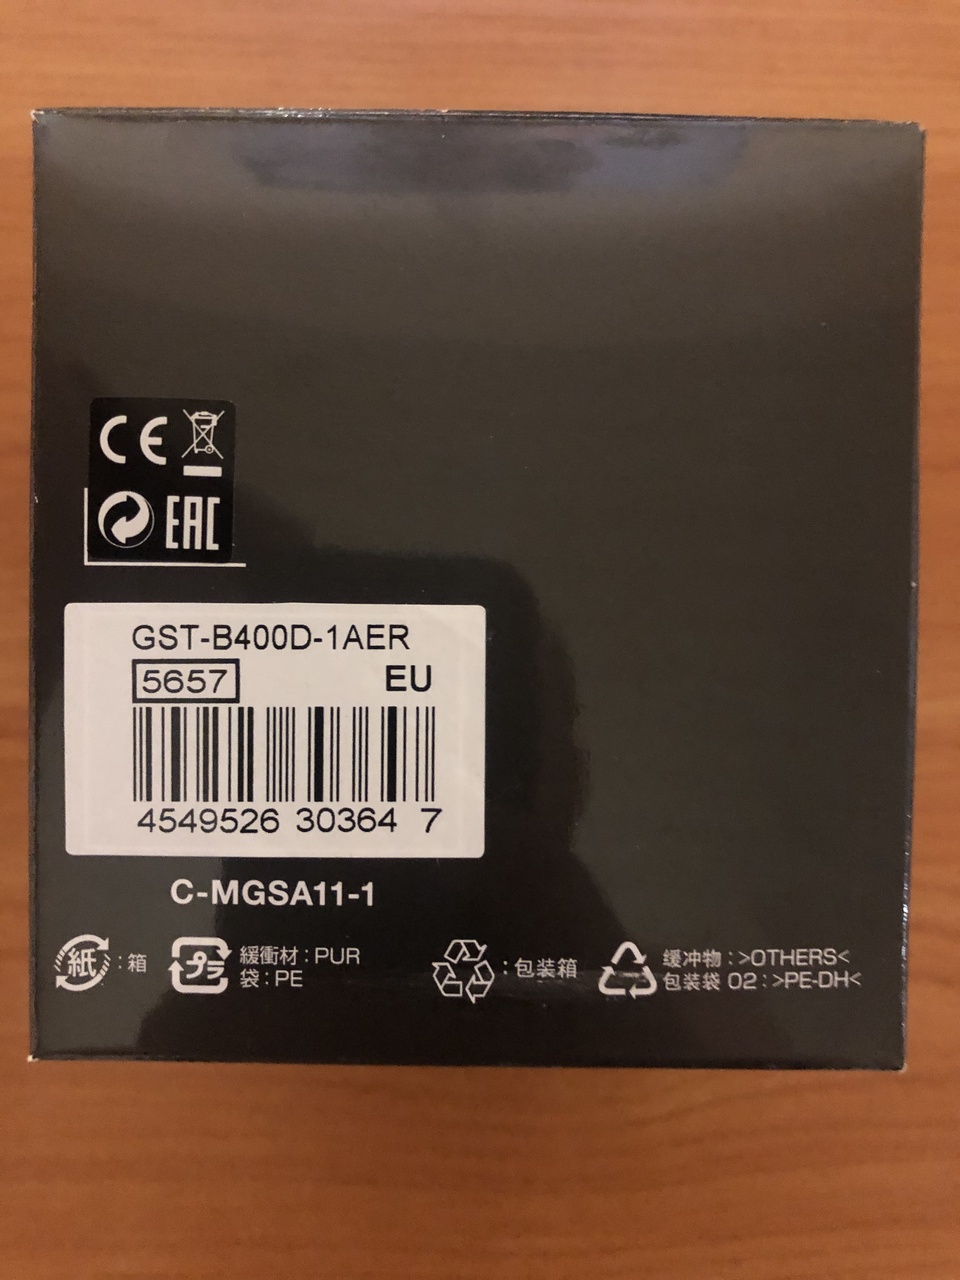 CE
EAC
GST-B400D-1AER
5657 EU
4549526 30364 7
C-MGSA11-1
紙 : 箱
プラ 緩衝材 : PUR
袋 : PE
: 包装箱
缓冲物 : >OTHERS<
包装袋 02 : >PE-DH<